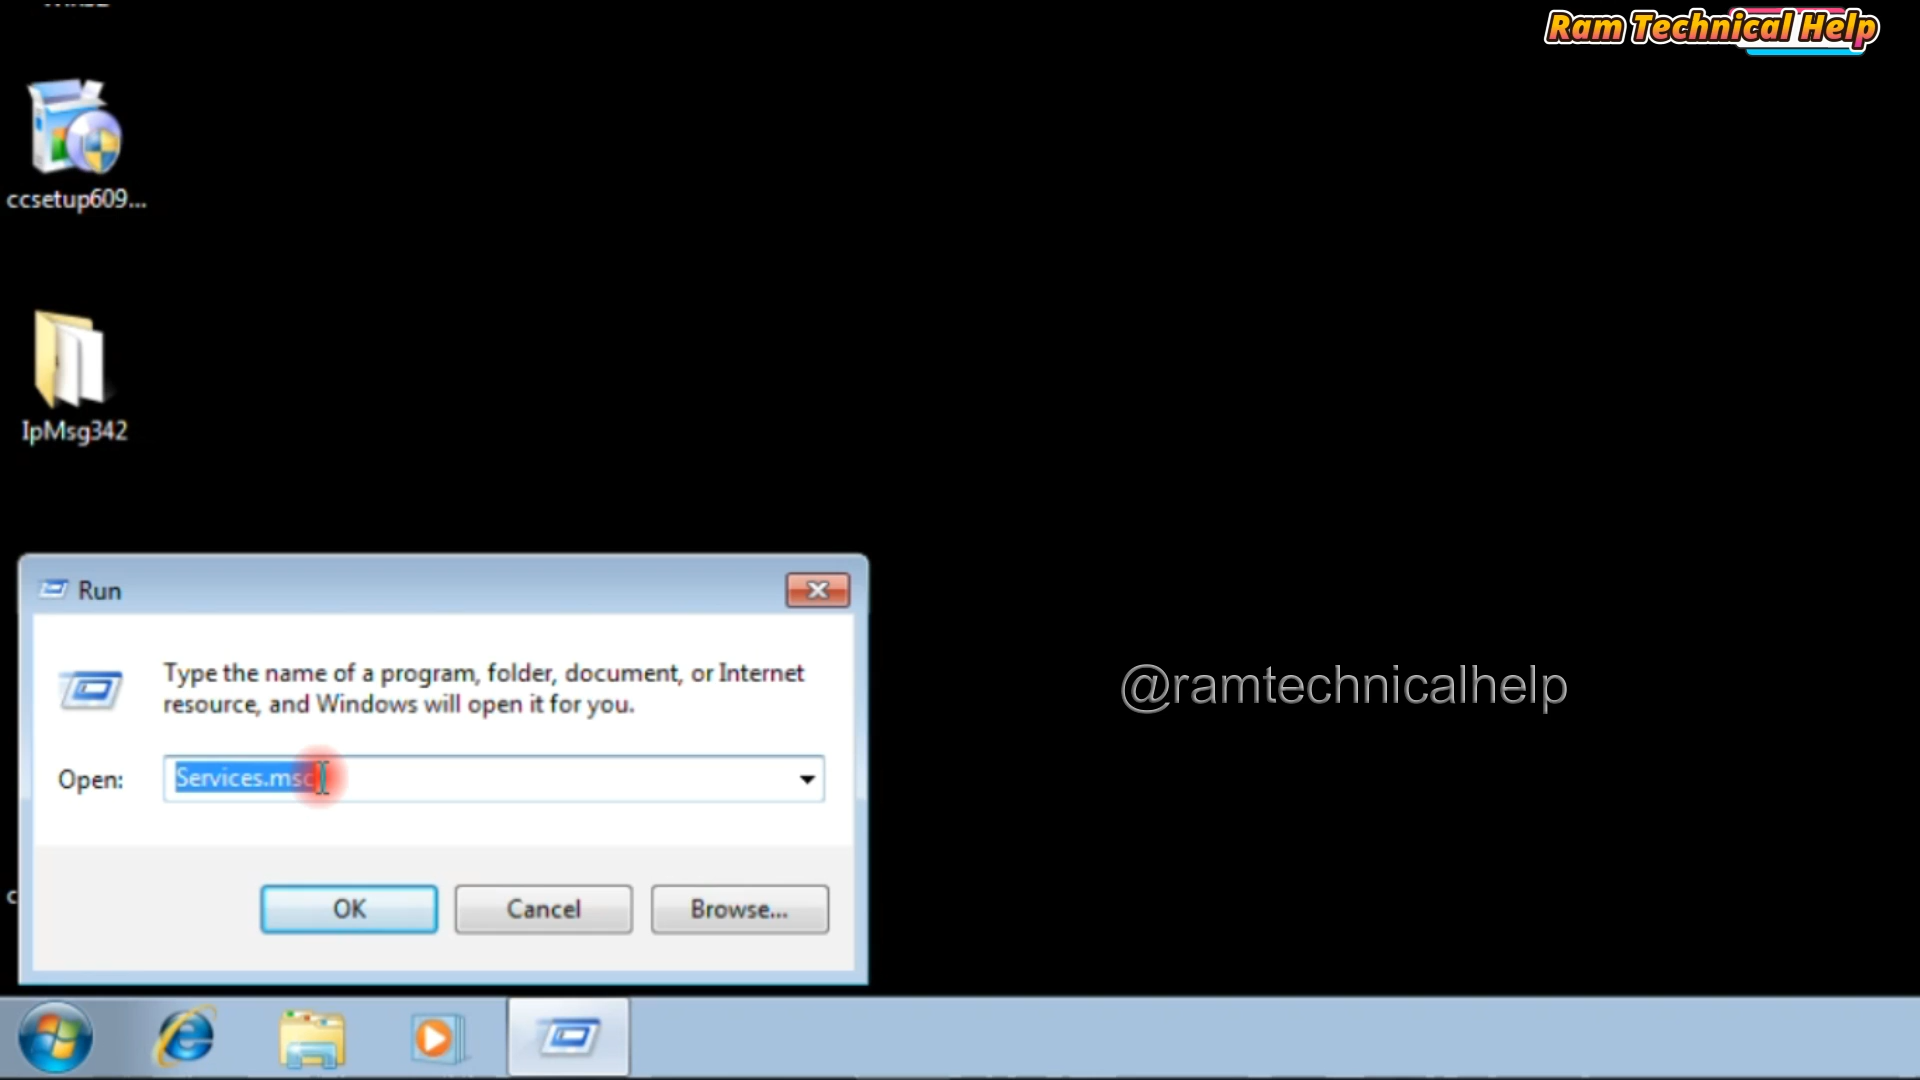 Ram Technical Help
ccsetup609...
IpMsg342
Run
Type the name of a program, folder, document, or Internet
resource, and Windows will open it for you.
Open:
Services.msc
@ramtechnicalhelp
OK
Cancel
Browse...